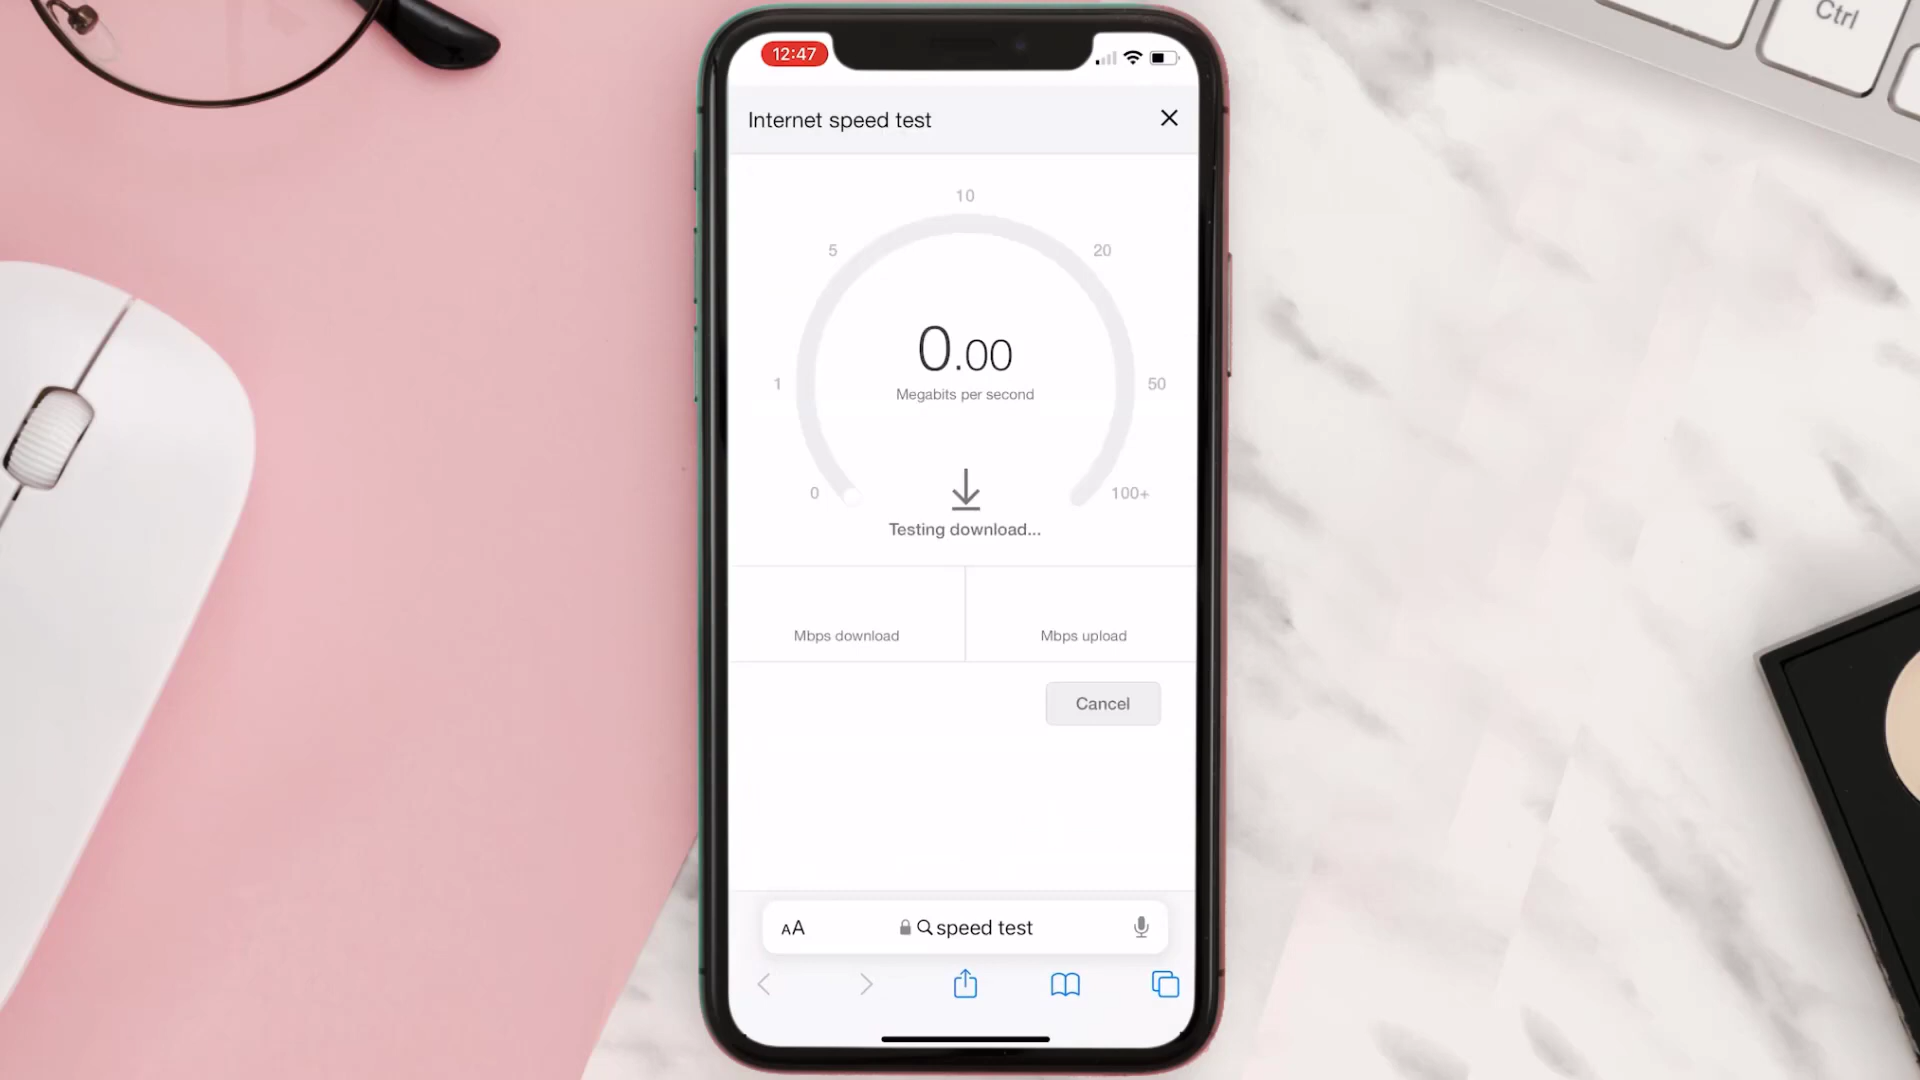 Ctrl
12:47
Internet speed test
10
5
20
0.00
1
50
Megabits per second
0
100+
Testing download...
Mbps download
Mbps upload
Cancel
AA
speed test